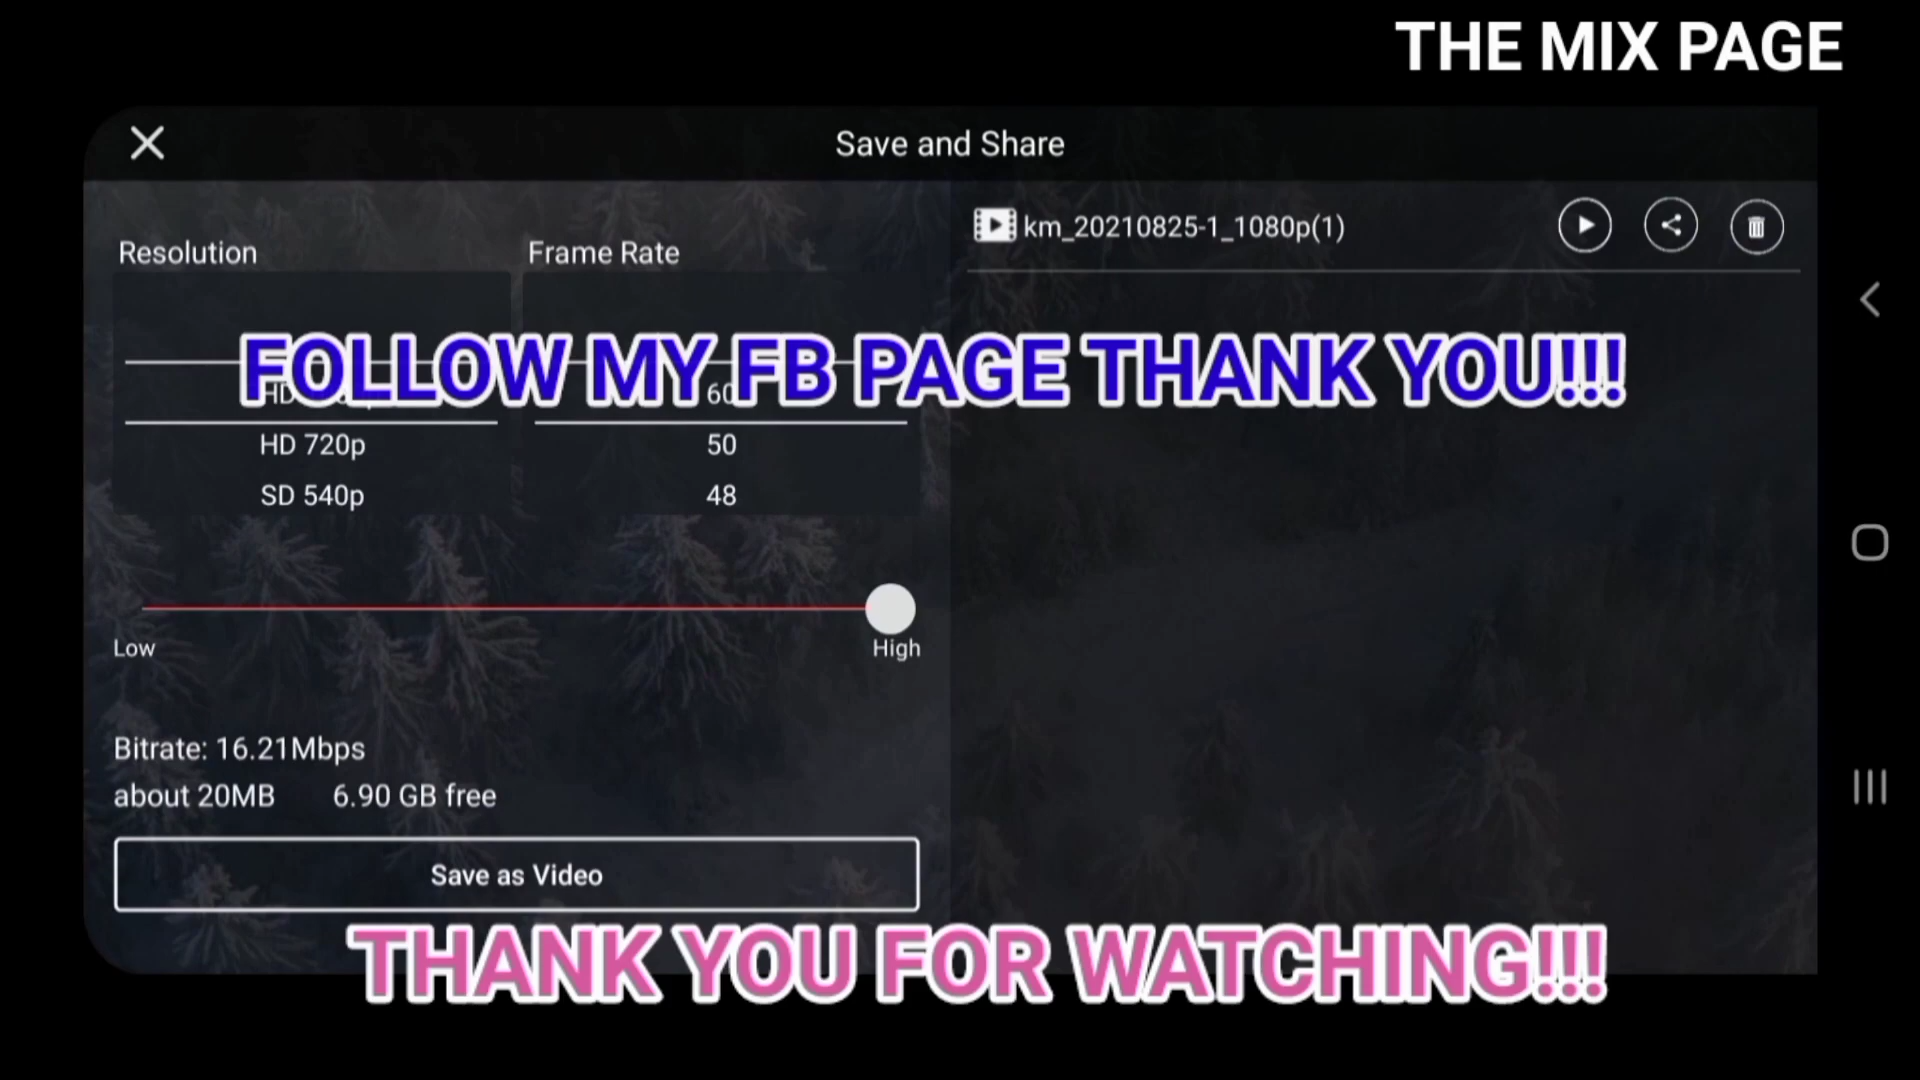 THE MIX PAGE
Save and Share
Resolution
Frame Rate
km_20210825-1_1080p(1)
FOLLOW MY FB PAGE THANK YOU!!!
HD
60
HD 720p
50
SD 540p
48
Low
High
Bitrate: 16.21Mbps
about 20MB 6.90 GB free
Save as Video
THANK YOU FOR WATCHING!!!